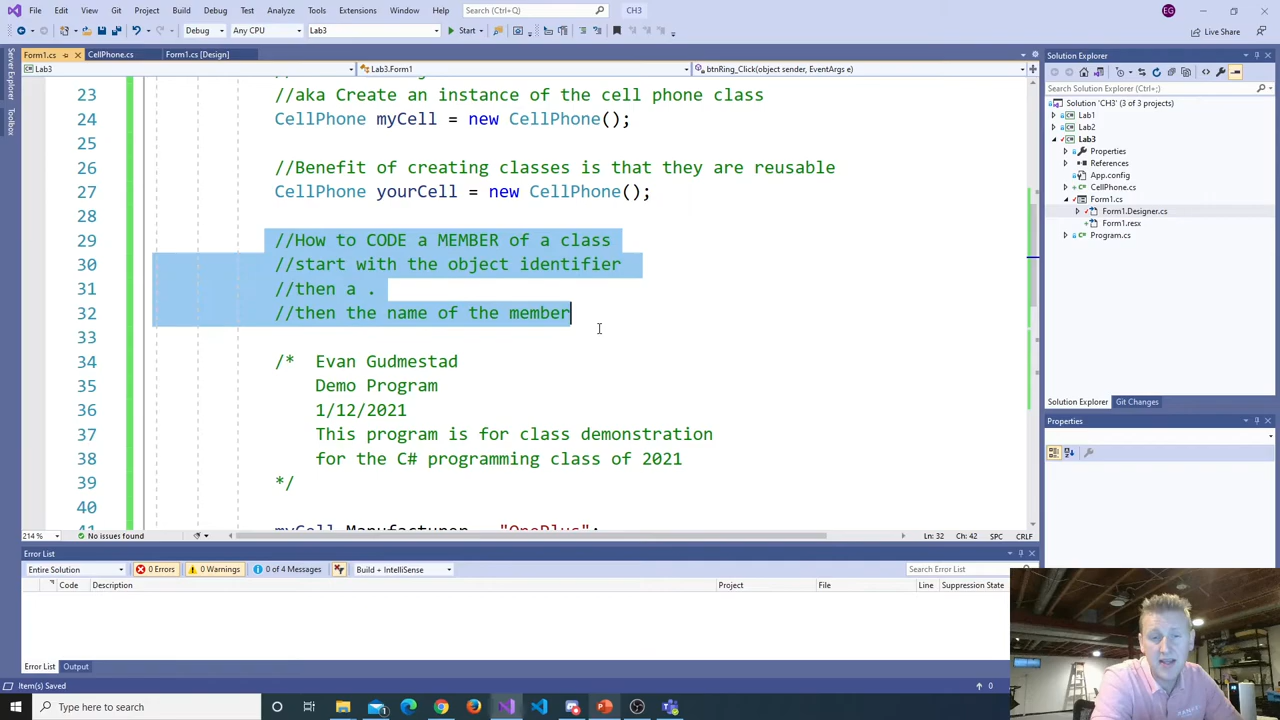 File Edit View Git Project Build Debug Test Analyze Tools Extensions Window Help Search (Ctrl+Q) CH3 EG
Debug Any CPU Lab3 Start Live Share
Form1.cs CellPhone.cs Form1.cs [Design]
Lab3 Lab3.Form1 btnRing_Click(object sender, EventArgs e)
Server Explorer
Toolbox
23 //aka Create an instance of the cell phone class
24 CellPhone myCell = new CellPhone();
25
26 //Benefit of creating classes is that they are reusable
27 CellPhone yourCell = new CellPhone();
28
29 //How to CODE a MEMBER of a class
30 //start with the object identifier
31 //then a .
32 //then the name of the member
33
34 /* Evan Gudmestad
35 Demo Program
36 1/12/2021
37 This program is for class demonstration
38 for the C# programming class of 2021
39 */
40
41 myCell.Manufacturer = "OnePlus";
214 % No issues found Ln: 32 Ch: 42 SPC CRLF
Error List
Entire Solution 0 Errors 0 Warnings 0 of 4 Messages Build + IntelliSense Search Error List
Code Description Project File Line Suppression State
Error List Output
Item(s) Saved 0
Solution Explorer
Search Solution Explorer (Ctrl+;)
Solution 'CH3' (3 of 3 projects)
Lab1
Lab2
Lab3
Properties
References
App.config
CellPhone.cs
Form1.cs
Form1.Designer.cs
Form1.resx
Program.cs
Solution Explorer Git Changes
Properties
Type here to search